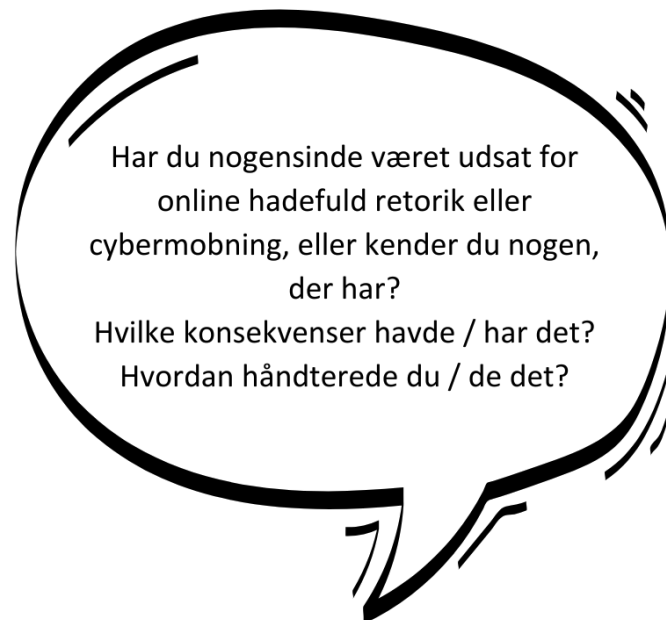 Har du nogensinde været udsat for
online hadefuld retorik eller
cybermobning, eller kender du nogen,
der har?
Hvilke konsekvenser havde / har det?
Hvordan håndterede du / de det?